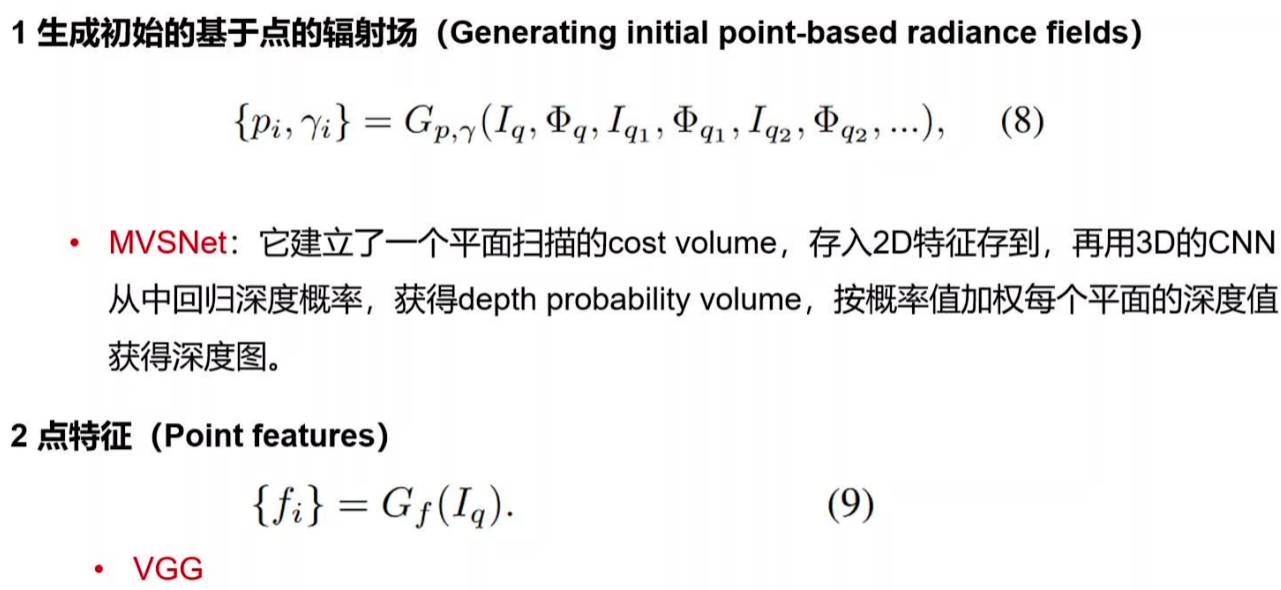 1 生成初始的基于点的辐射场（Generating initial point-based radiance fields）
{p_i, γ_i} = G_{p,γ}(I_q, Φ_q, I_{q_1}, Φ_{q_1}, I_{q_2}, Φ_{q_2}, ...), (8)
• MVSNet：它建立了一个平面扫描的cost volume，存入2D特征存到，再用3D的CNN
从中回归深度概率，获得depth probability volume，按概率值加权每个平面的深度值
获得深度图。
2 点特征（Point features）
{f_i} = G_f(I_q). (9)
• VGG